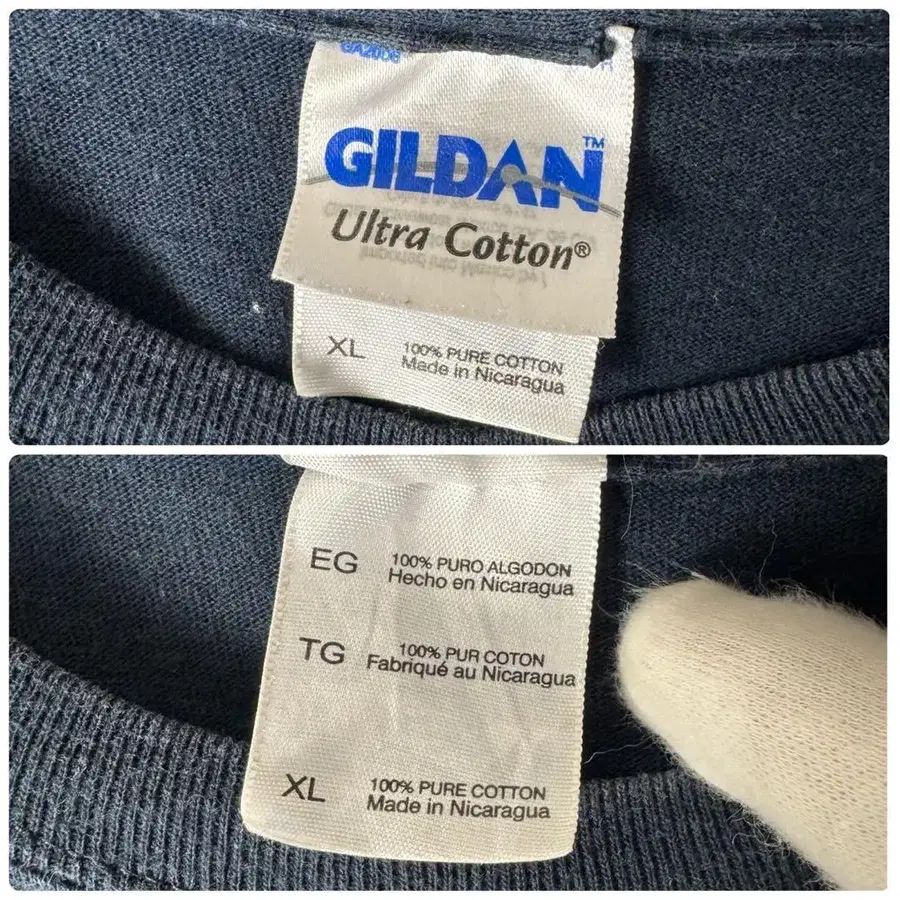 GILDAN™
Ultra Cotton®
XL 100% PURE COTTON
Made in Nicaragua
EG 100% PURO ALGODON
Hecho en Nicaragua
TG 100% PUR COTON
Fabriqué au Nicaragua
XL 100% PURE COTTON
Made in Nicaragua